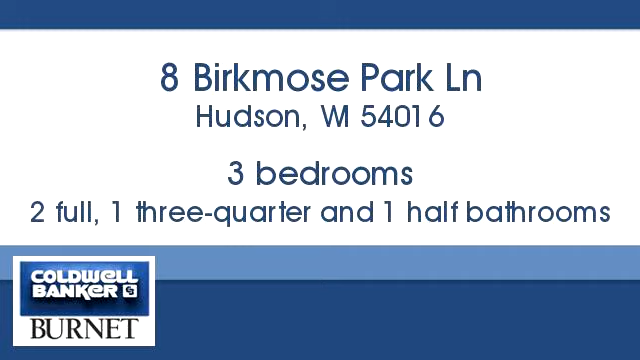 8 Birkmose Park Ln
Hudson, WI 54016
3 bedrooms
2 full, 1 three-quarter and 1 half bathrooms
COLDWELL
BANKER
BURNET